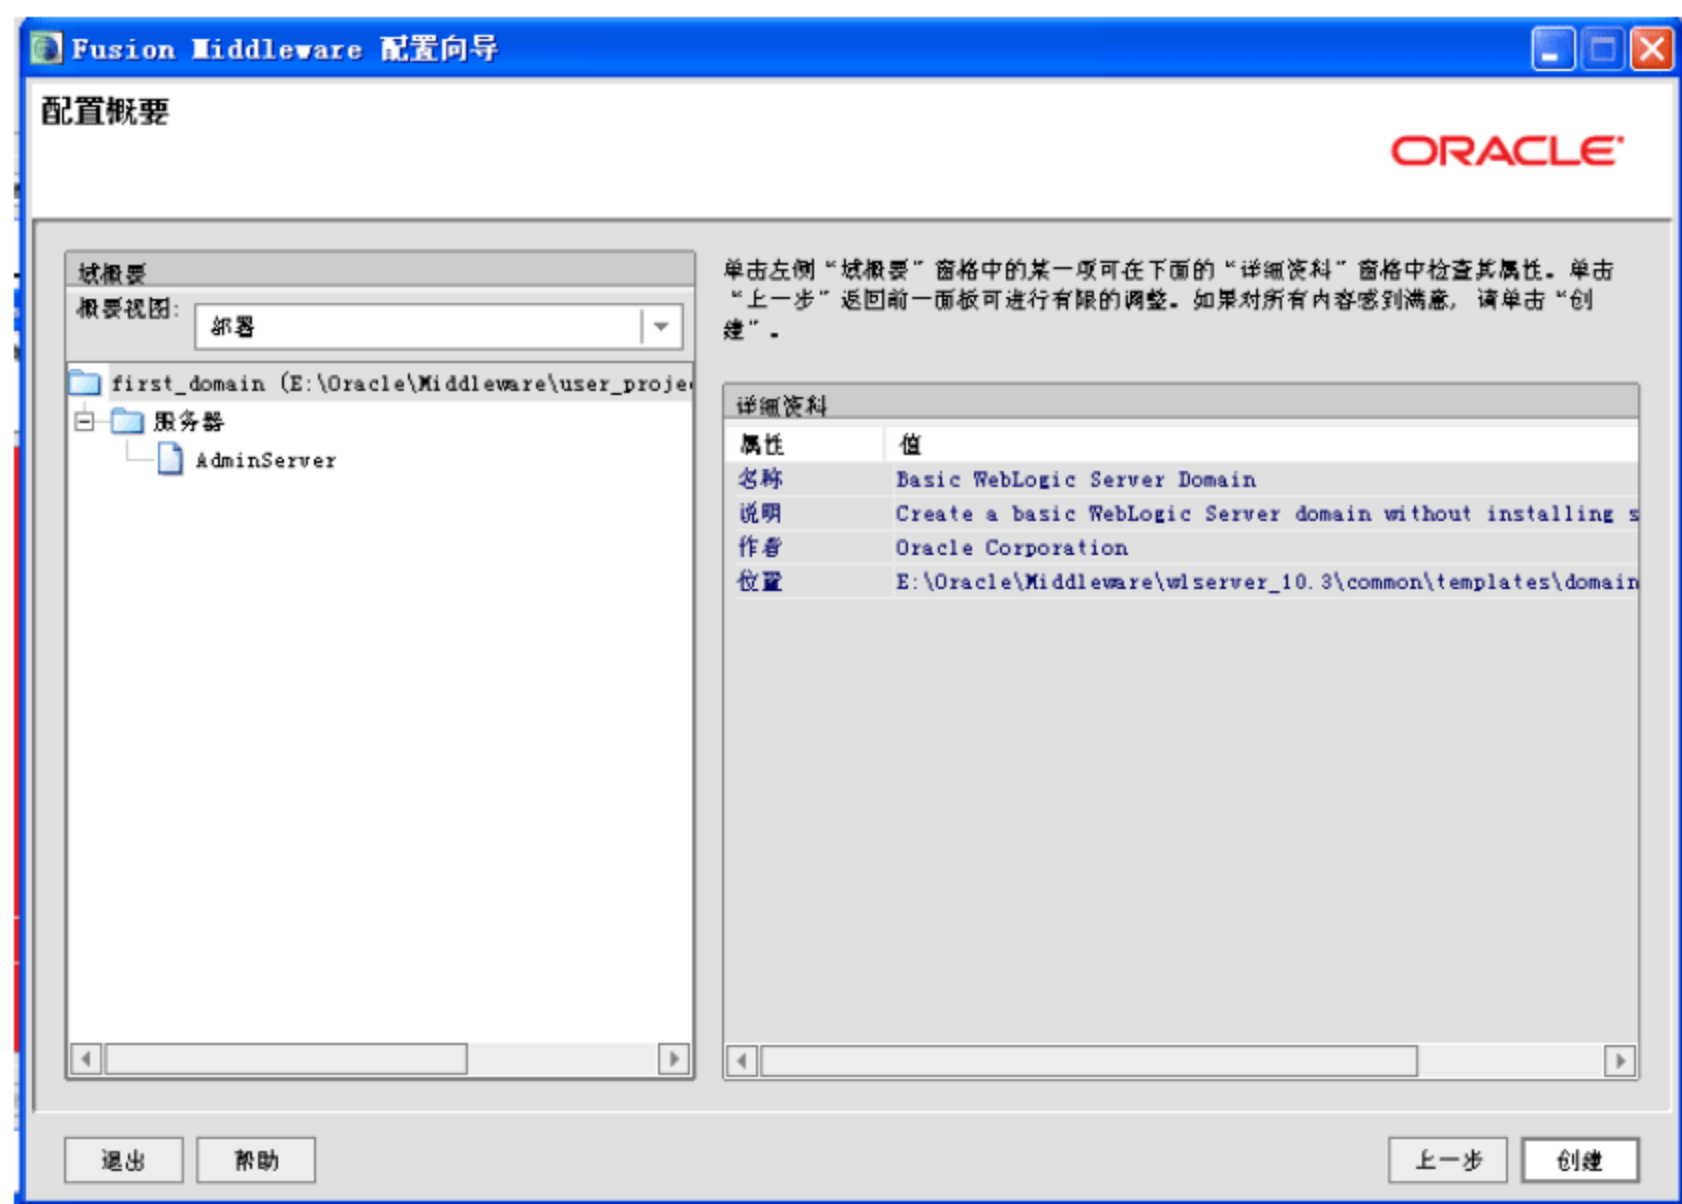 Fusion Middleware 配置向导
配置概要
ORACLE
域概要
概要视图:
部署
first_domain (E:\Oracle\Middleware\user_proje
服务器
AdminServer
单击左侧“域概要”窗格中的某一项可在下面的“详细资料”窗格中检查其属性。单击
“上一步”返回前一面板可进行有限的调整。如果对所有内容感到满意, 请单击“创
建”。
详细资料
属性 值
名称 Basic WebLogic Server Domain
说明 Create a basic WebLogic Server domain without installing s
作者 Oracle Corporation
位置 E:\Oracle\Middleware\wlserver_10.3\common\templates\domain
退出 帮助 上一步 创建